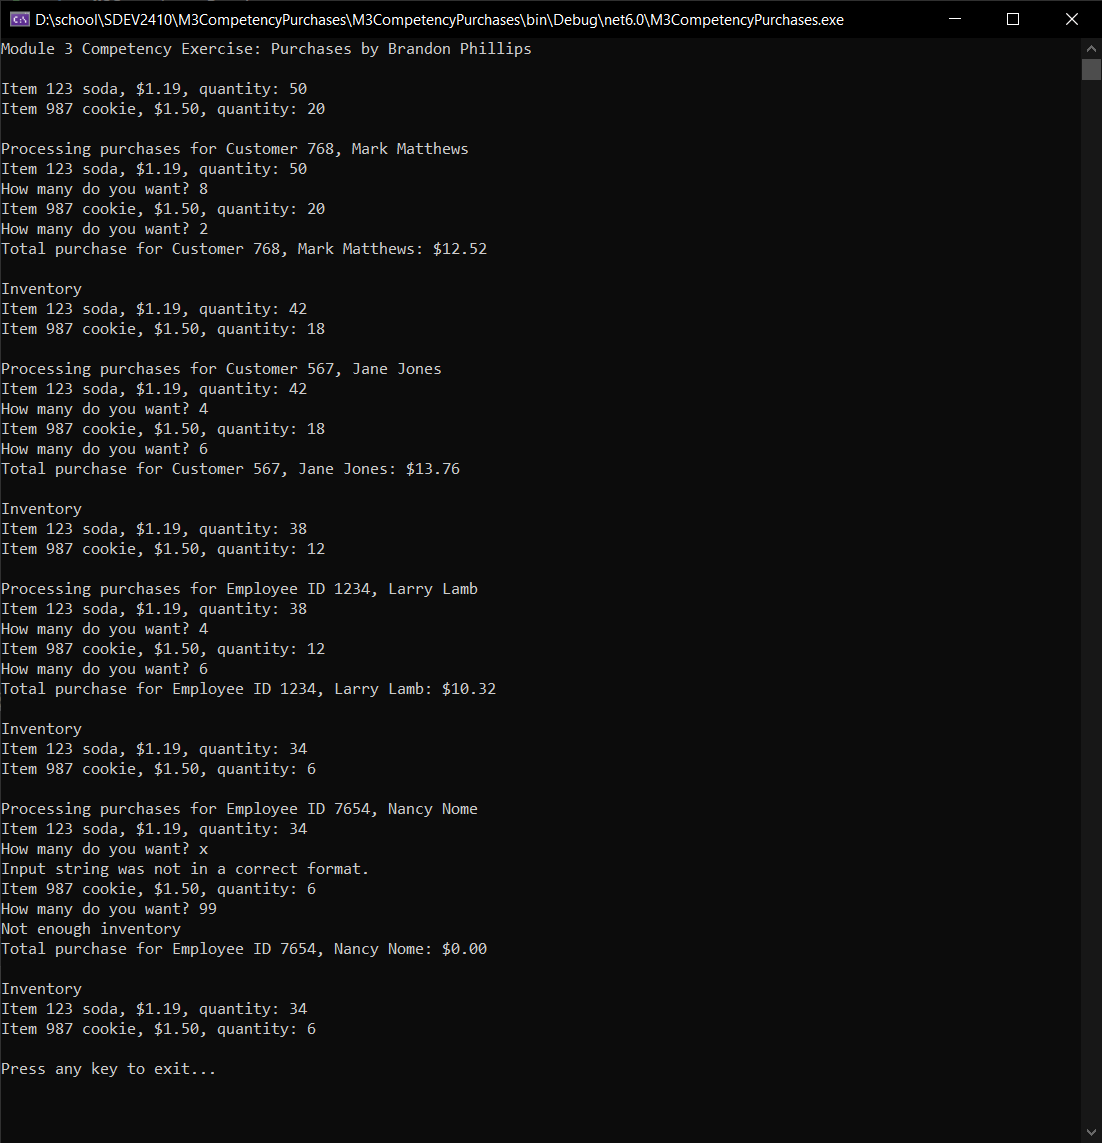 D:\school\SDEV2410\M3CompetencyPurchases\M3CompetencyPurchases\bin\Debug\net6.0\M3CompetencyPurchases.exe
Module 3 Competency Exercise: Purchases by Brandon Phillips
Item 123 soda, $1.19, quantity: 50
Item 987 cookie, $1.50, quantity: 20
Processing purchases for Customer 768, Mark Matthews
Item 123 soda, $1.19, quantity: 50
How many do you want? 8
Item 987 cookie, $1.50, quantity: 20
How many do you want? 2
Total purchase for Customer 768, Mark Matthews: $12.52
Inventory
Item 123 soda, $1.19, quantity: 42
Item 987 cookie, $1.50, quantity: 18
Processing purchases for Customer 567, Jane Jones
Item 123 soda, $1.19, quantity: 42
How many do you want? 4
Item 987 cookie, $1.50, quantity: 18
How many do you want? 6
Total purchase for Customer 567, Jane Jones: $13.76
Inventory
Item 123 soda, $1.19, quantity: 38
Item 987 cookie, $1.50, quantity: 12
Processing purchases for Employee ID 1234, Larry Lamb
Item 123 soda, $1.19, quantity: 38
How many do you want? 4
Item 987 cookie, $1.50, quantity: 12
How many do you want? 6
Total purchase for Employee ID 1234, Larry Lamb: $10.32
Inventory
Item 123 soda, $1.19, quantity: 34
Item 987 cookie, $1.50, quantity: 6
Processing purchases for Employee ID 7654, Nancy Nome
Item 123 soda, $1.19, quantity: 34
How many do you want? x
Input string was not in a correct format.
Item 987 cookie, $1.50, quantity: 6
How many do you want? 99
Not enough inventory
Total purchase for Employee ID 7654, Nancy Nome: $0.00
Inventory
Item 123 soda, $1.19, quantity: 34
Item 987 cookie, $1.50, quantity: 6
Press any key to exit...